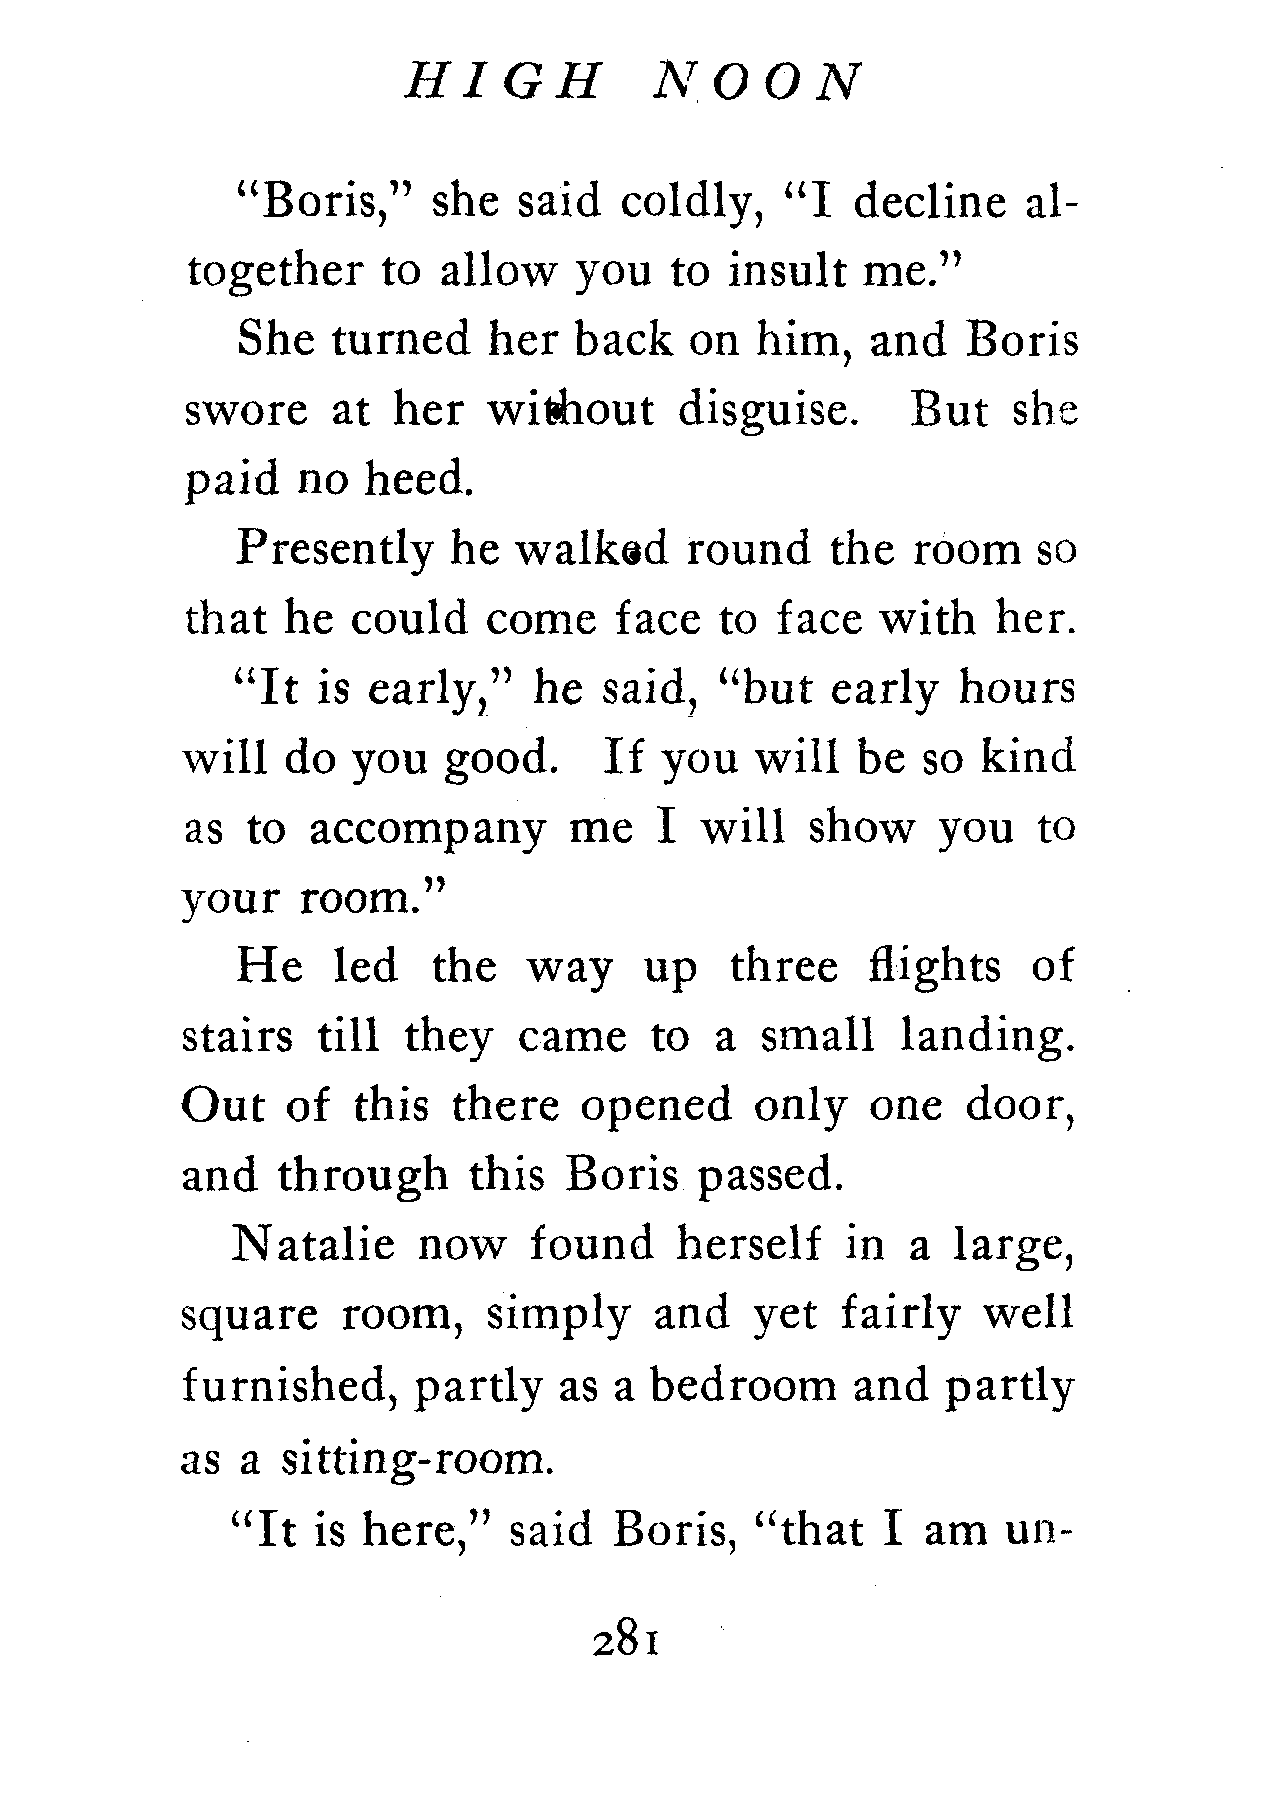 HIGH NOON
"Boris," she said coldly, "I decline al-
together to allow you to insult me."
She turned her back on him, and Boris
swore at her without disguise. But she
paid no heed.
Presently he walked round the room so
that he could come face to face with her.
"It is early," he said, "but early hours
will do you good. If you will be so kind
as to accompany me I will show you to
your room."
He led the way up three flights of
stairs till they came to a small landing.
Out of this there opened only one door,
and through this Boris passed.
Natalie now found herself in a large,
square room, simply and yet fairly well
furnished, partly as a bedroom and partly
as a sitting-room.
"It is here," said Boris, "that I am un-
281